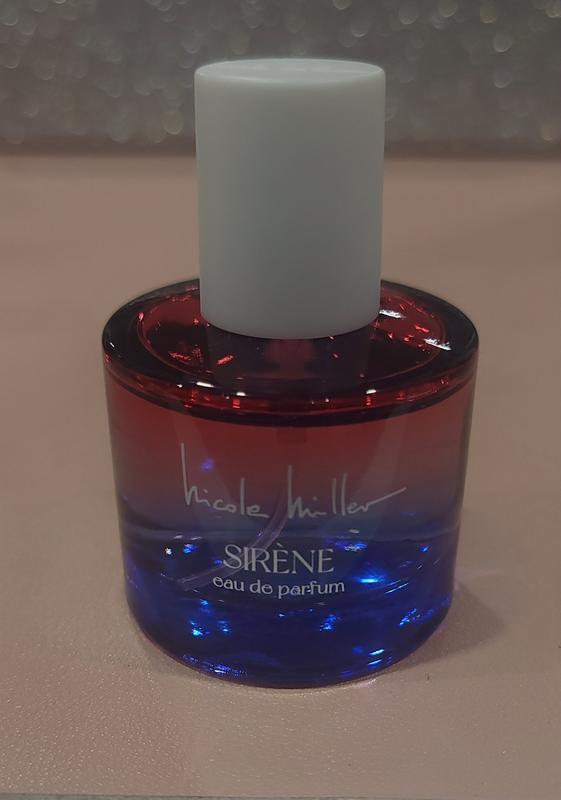 nicole miller
SIRÈNE
eau de parfum